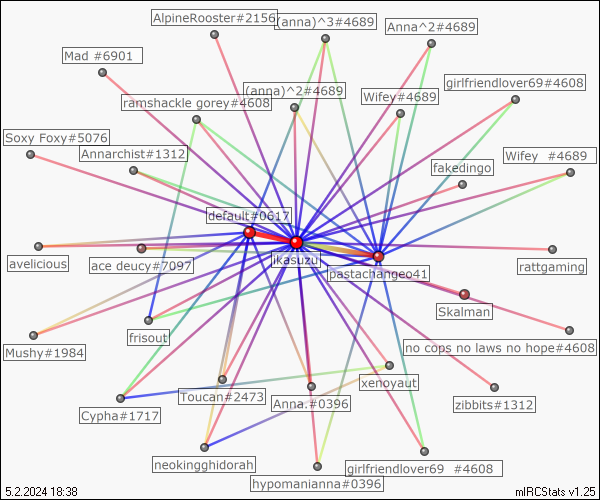 AlpineRooster#2156
(anna)^3#4689
Anna^2#4689
Mad #6901
(anna)^2#4689
girlfriendlover69#4608
ramshackle gorey#4608
Wifey#4689
Soxy Foxy#5076
Annarchist#1312
fakedingo
Wifey #4689
default#0617
avelicious
ace deucy#7097
ikasuzu
pastachangeo41
rattgaming
Skalman
Mushy#1984
frisout
no cops no laws no hope#4608
xenoyaut
Toucan#2473
Anna.#0396
zibbits#1312
Cypha#1717
neokingghidorah
girlfriendlover69 #4608
hypomanianna#0396
5.2.2024 18:38
mIRCStats v1.25